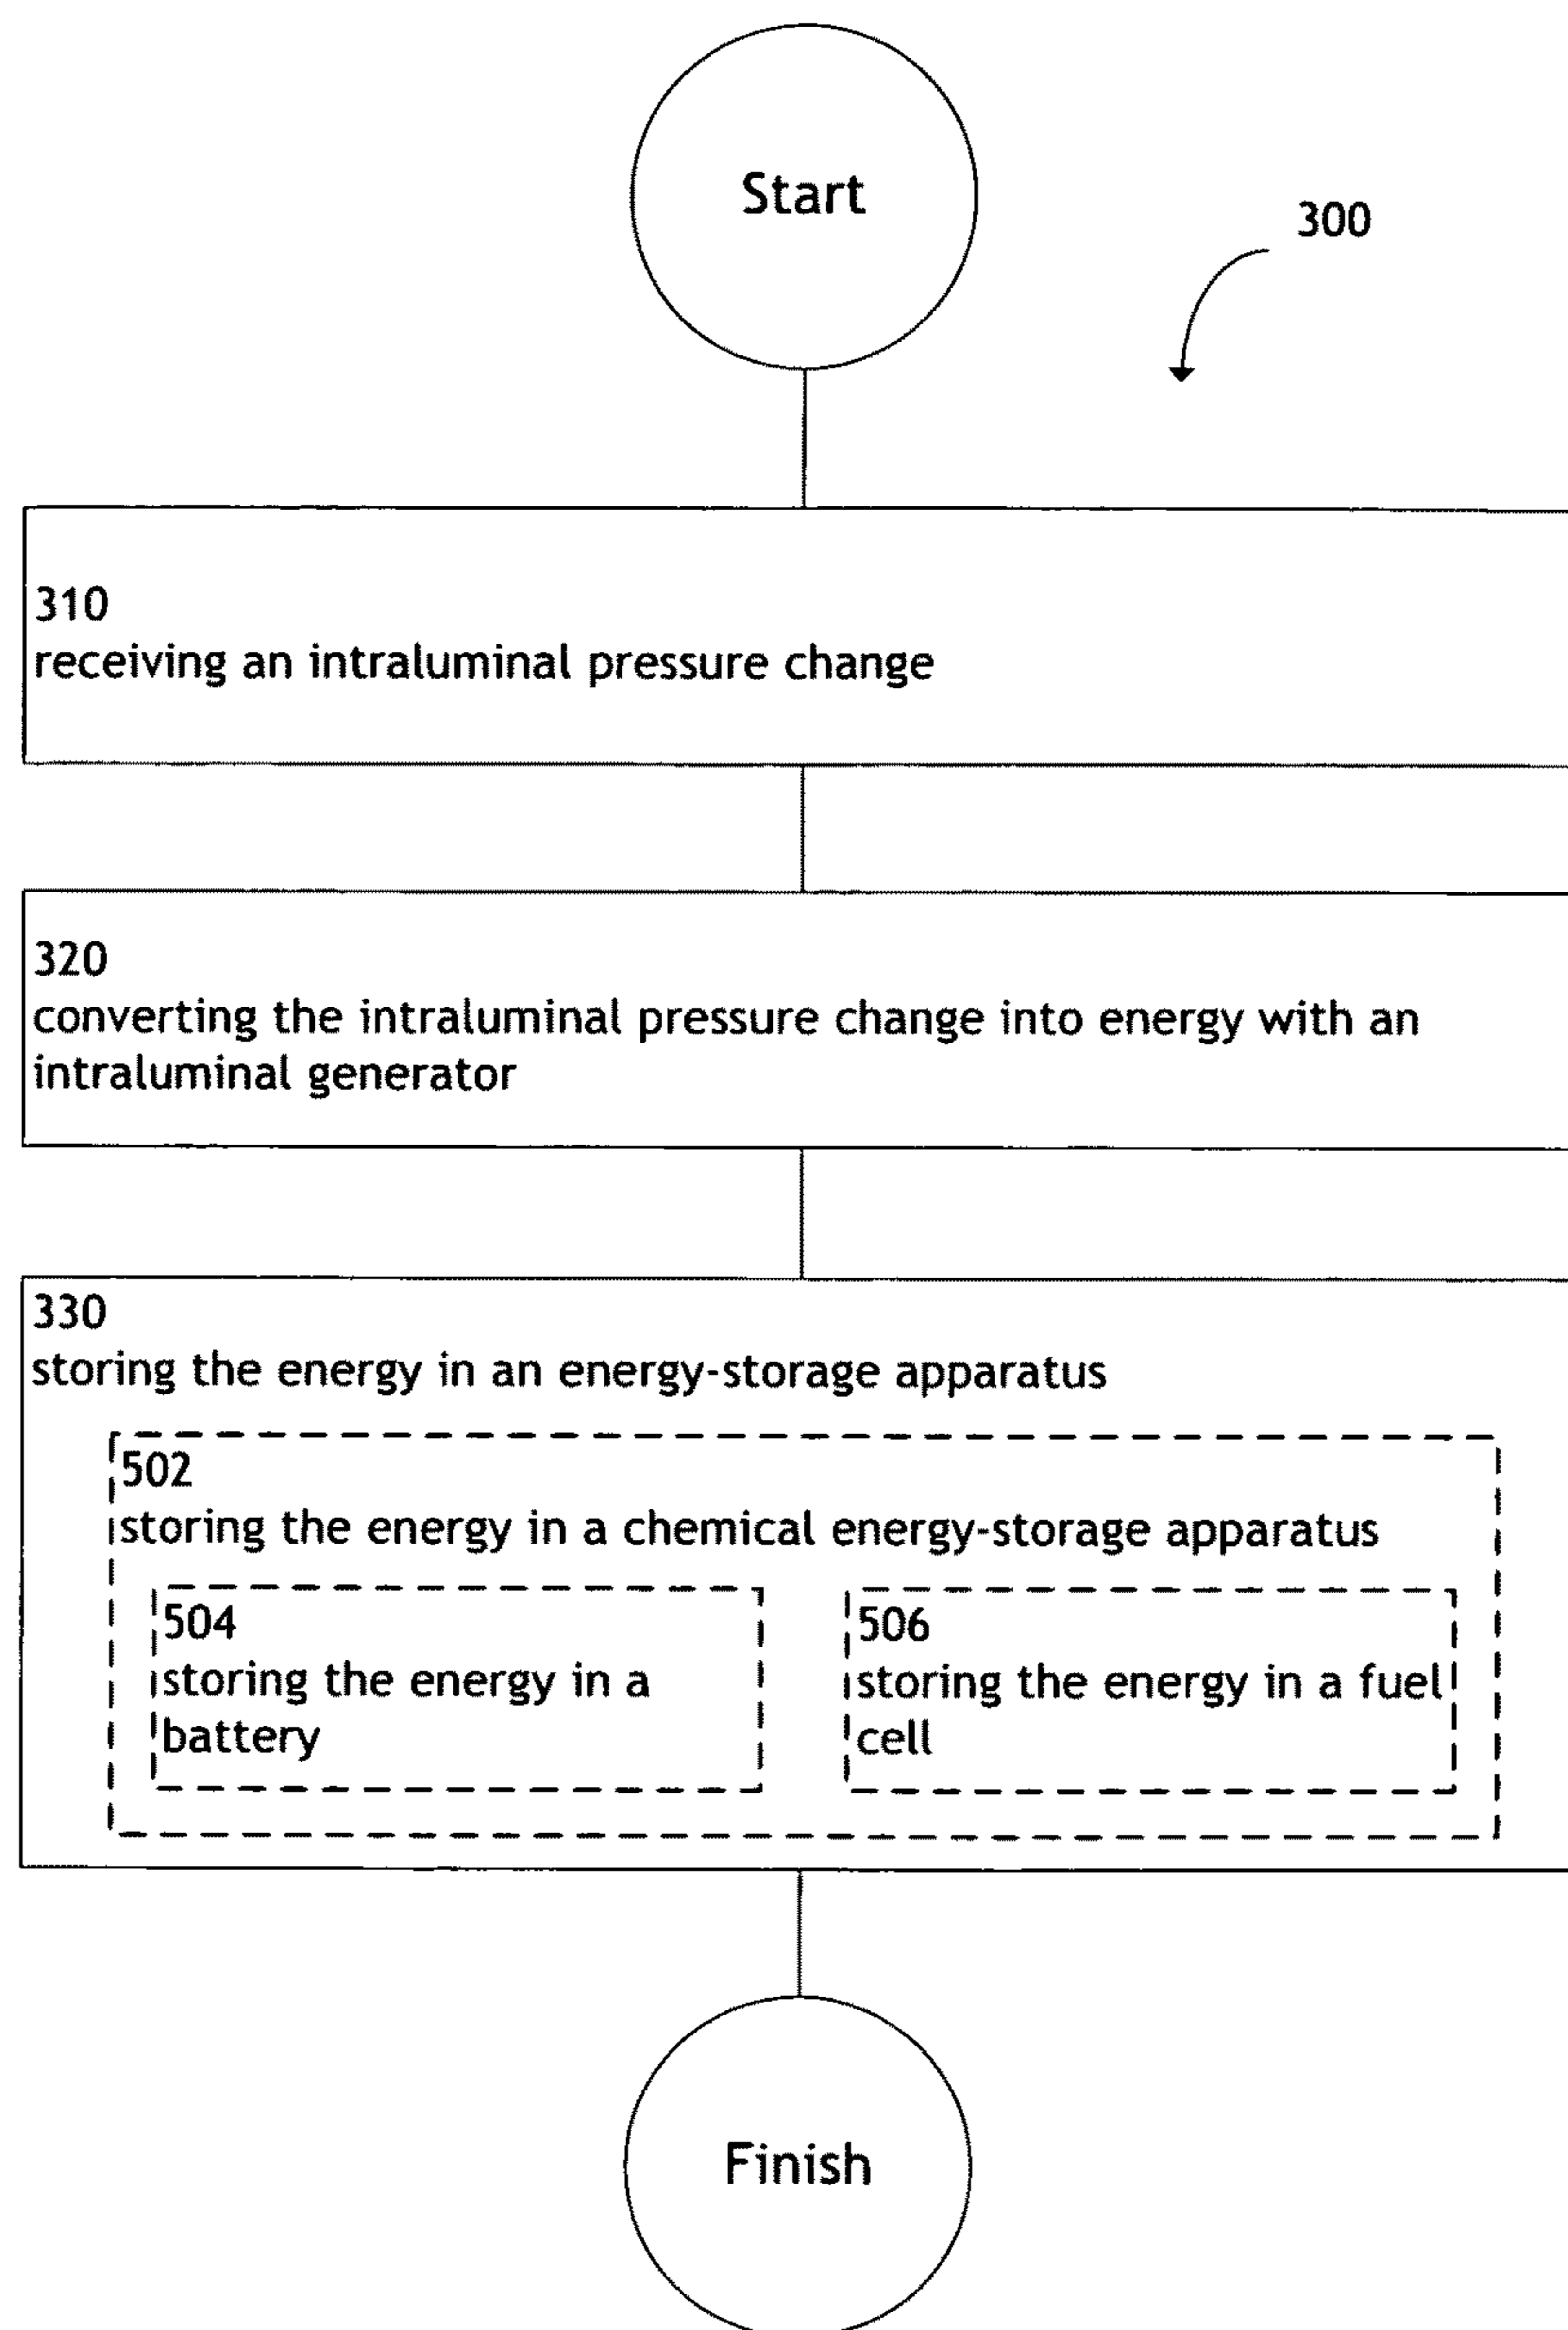 Start
300
310
receiving an intraluminal pressure change
320
converting the intraluminal pressure change into energy with an
intraluminal generator
330
storing the energy in an energy-storage apparatus
502
storing the energy in a chemical energy-storage apparatus
504
storing the energy in a
battery
506
storing the energy in a fuel
cell
Finish